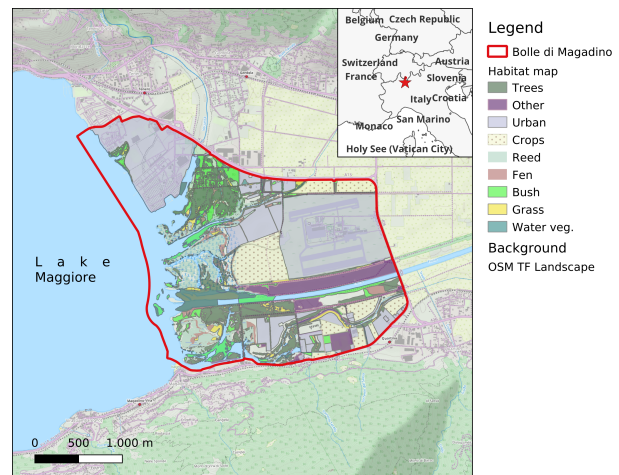 Belgium
Czech Republic
Germany
Switzerland
Austria
France
Slovenia
Italy
Croatia
San Marino
Monaco
Holy See (Vatican City)
L a k e
Maggiore
0 500 1.000 m
Legend
Bolle di Magadino
Habitat map
Trees
Other
Urban
Crops
Reed
Fen
Bush
Grass
Water veg.
Background
OSM TF Landscape